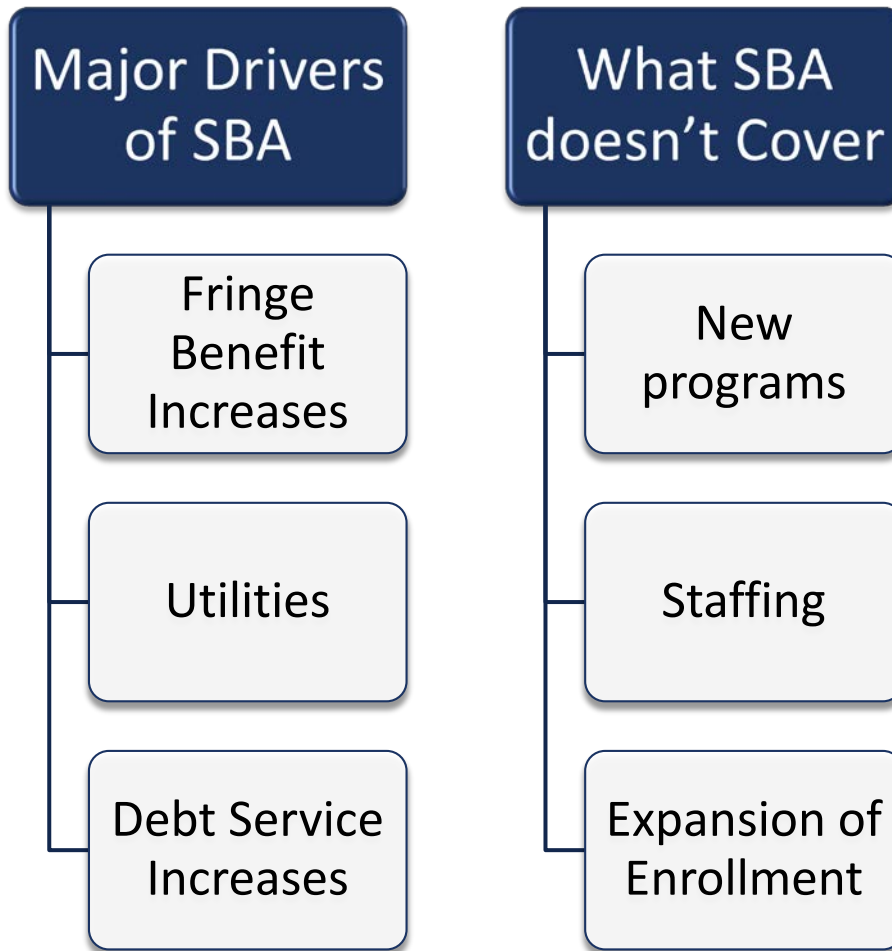 Major Drivers
of SBA
Fringe
Benefit
Increases
Utilities
Debt Service
Increases
What SBA
doesn’t Cover
New
programs
Staffing
Expansion of
Enrollment